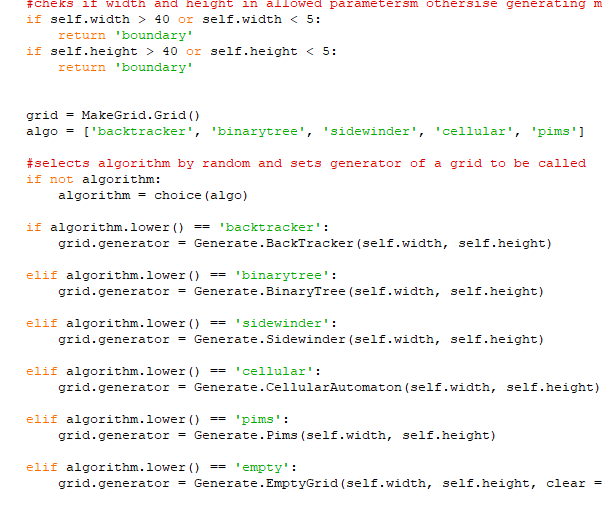 #cheks if width and height in allowed parametersm othersise generating m
if self.width > 40 or self.width < 5:
    return 'boundary'
if self.height > 40 or self.height < 5:
    return 'boundary'
grid = MakeGrid.Grid()
algo = ['backtracker', 'binarytree', 'sidewinder', 'cellular', 'pims']
#selects algorithm by random and sets generator of a grid to be called
if not algorithm:
    algorithm = choice(algo)
if algorithm.lower() == 'backtracker':
    grid.generator = Generate.BackTracker(self.width, self.height)
elif algorithm.lower() == 'binarytree':
    grid.generator = Generate.BinaryTree(self.width, self.height)
elif algorithm.lower() == 'sidewinder':
    grid.generator = Generate.Sidewinder(self.width, self.height)
elif algorithm.lower() == 'cellular':
    grid.generator = Generate.CellularAutomaton(self.width, self.height)
elif algorithm.lower() == 'pims':
    grid.generator = Generate.Pims(self.width, self.height)
elif algorithm.lower() == 'empty':
    grid.generator = Generate.EmptyGrid(self.width, self.height, clear =